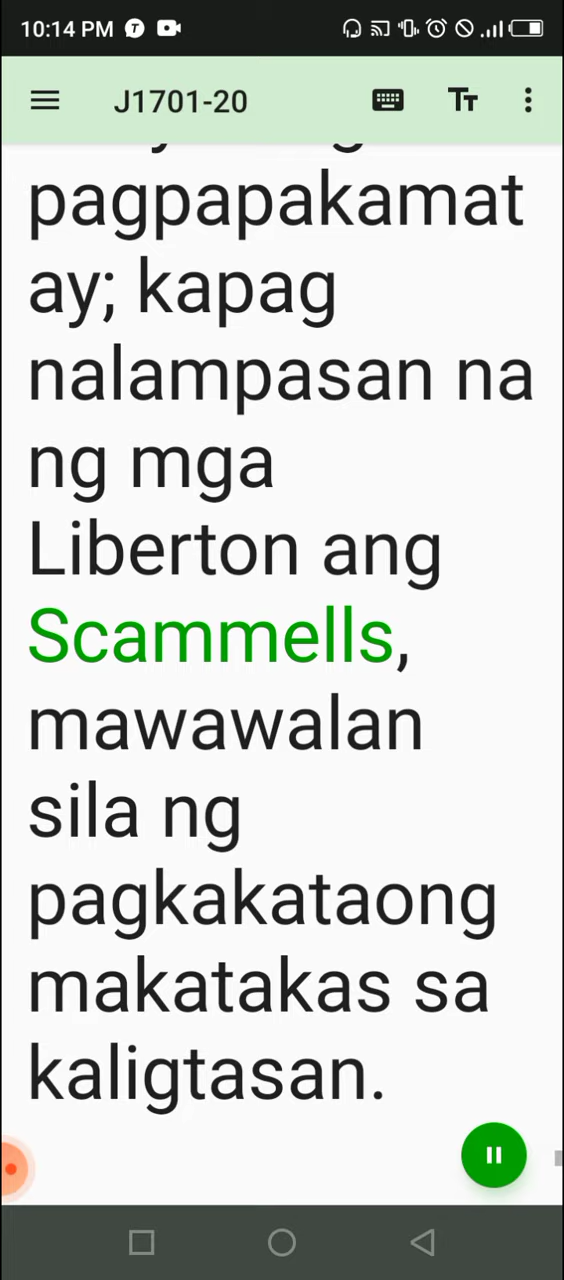 10:14 PM
J1701-20
pagpapakamat
ay; kapag
nalampasan na
ng mga
Liberton ang
Scammells,
mawawalan
sila ng
pagkakataong
makatakas sa
kaligtasan.